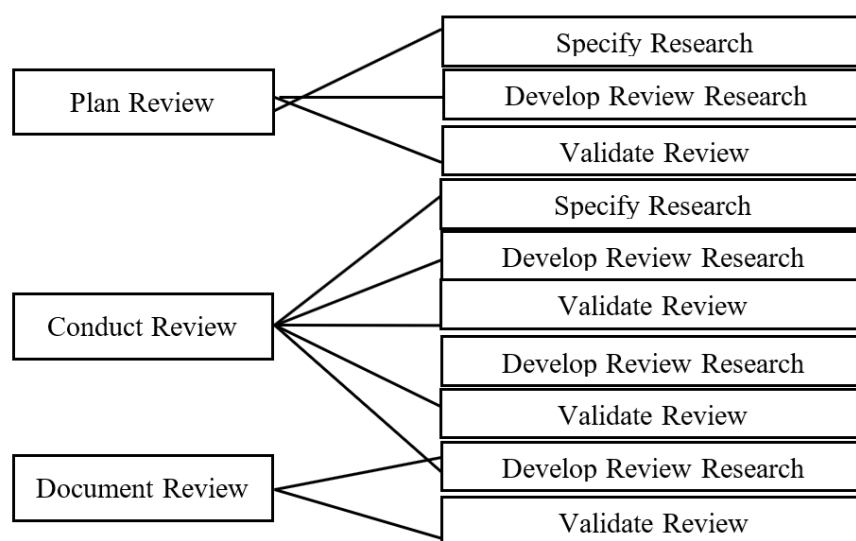 Plan Review
Specify Research
Develop Review Research
Validate Review
Conduct Review
Specify Research
Develop Review Research
Validate Review
Develop Review Research
Validate Review
Document Review
Develop Review Research
Validate Review